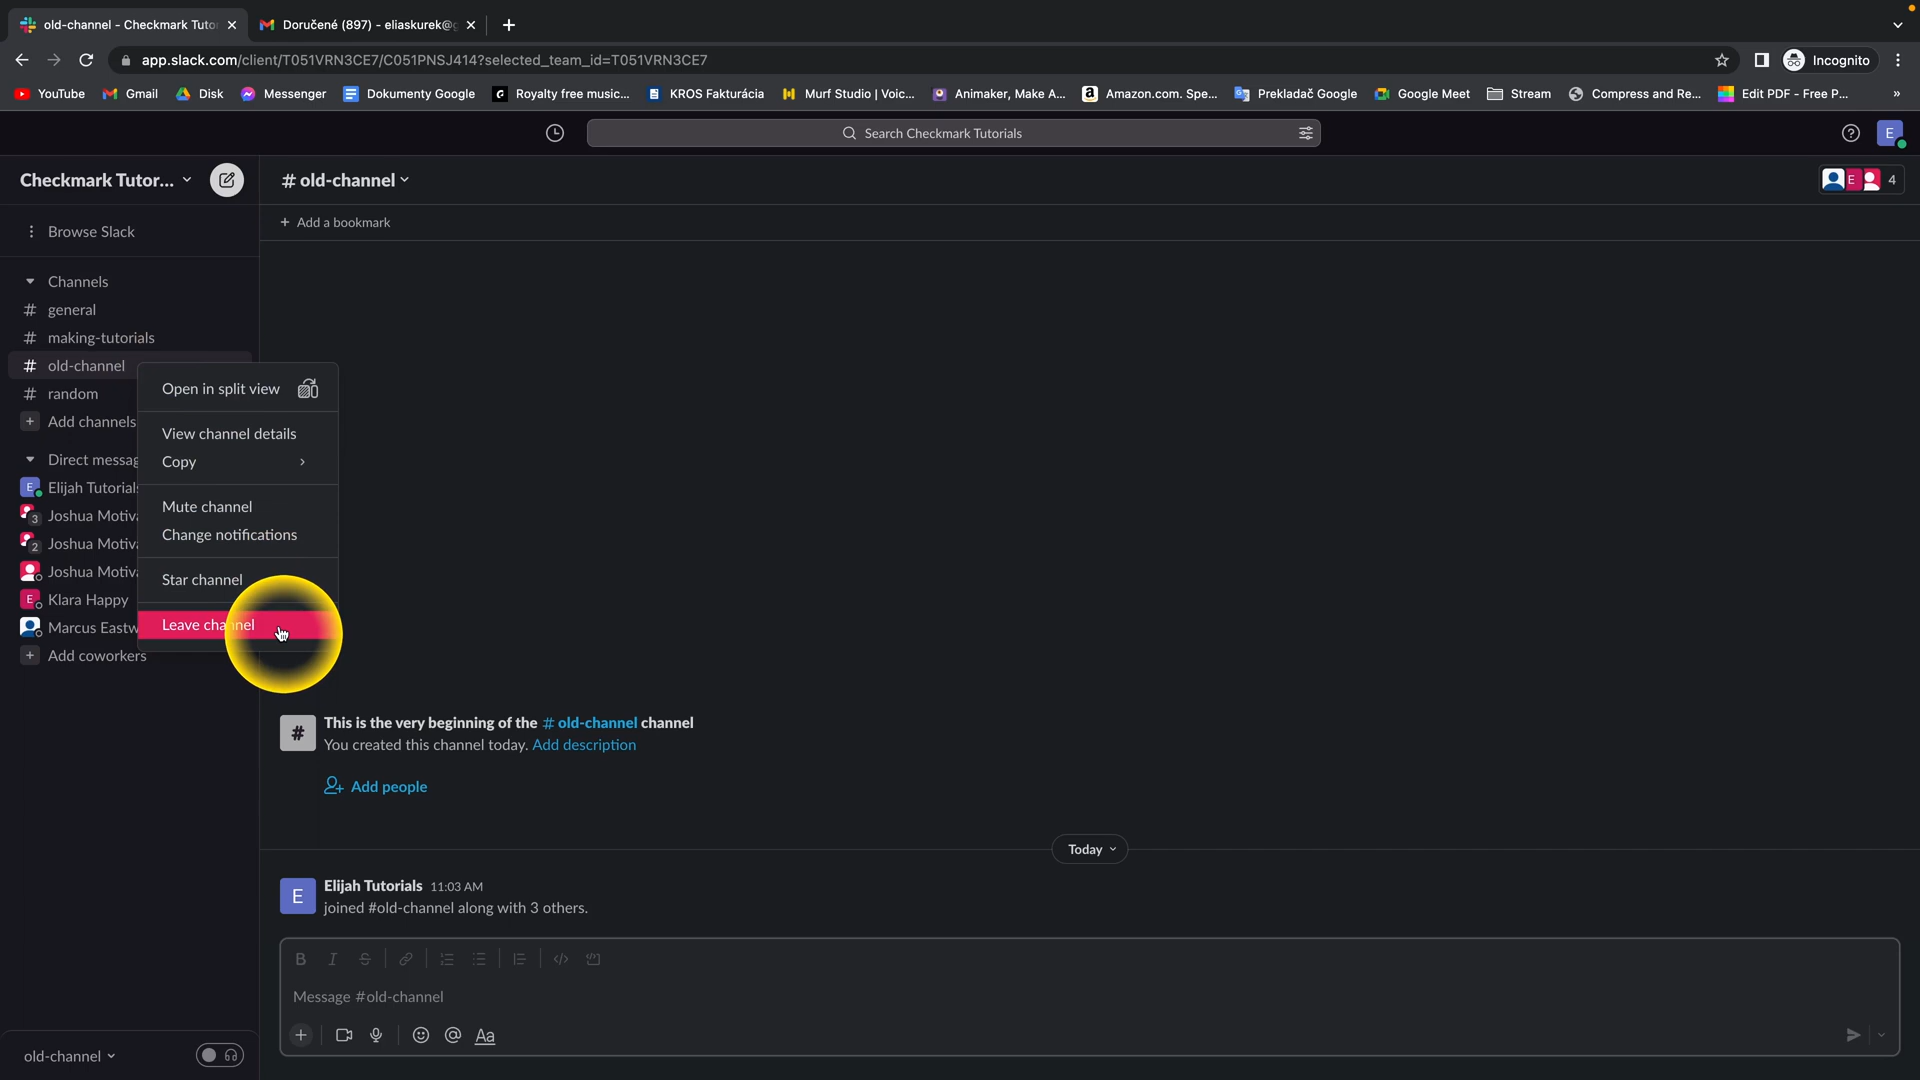 old-channel - Checkmark Tuto
Doručené (897) - eliaskurek@g
app.slack.com/client/T051VRN3CE7/C051PNSJ414?selected_team_id=T051VRN3CE7
Incognito
YouTube Gmail Disk Messenger Dokumenty Google Royalty free music... KROS Fakturácia Murf Studio | Voic... Animaker, Make A... Amazon.com. Spe... Prekladač Google Google Meet Stream Compress and Re... Edit PDF - Free P... »
Search Checkmark Tutorials
E
Checkmark Tutor...
# old-channel
E 4
Browse Slack
+ Add a bookmark
Channels
# general
# making-tutorials
# old-channel
# random
+ Add channels
Open in split view
View channel details
Copy
Mute channel
Change notifications
Star channel
Leave channel
Direct messag
E Elijah Tutorials
3 Joshua Motiva
2 Joshua Motiva
Joshua Motiva
E Klara Happy
Marcus Eastw
+ Add coworkers
# This is the very beginning of the # old-channel channel
You created this channel today. Add description
Add people
Today
E Elijah Tutorials 11:03 AM
joined #old-channel along with 3 others.
B I S
Message #old-channel
+ @ Aa
old-channel